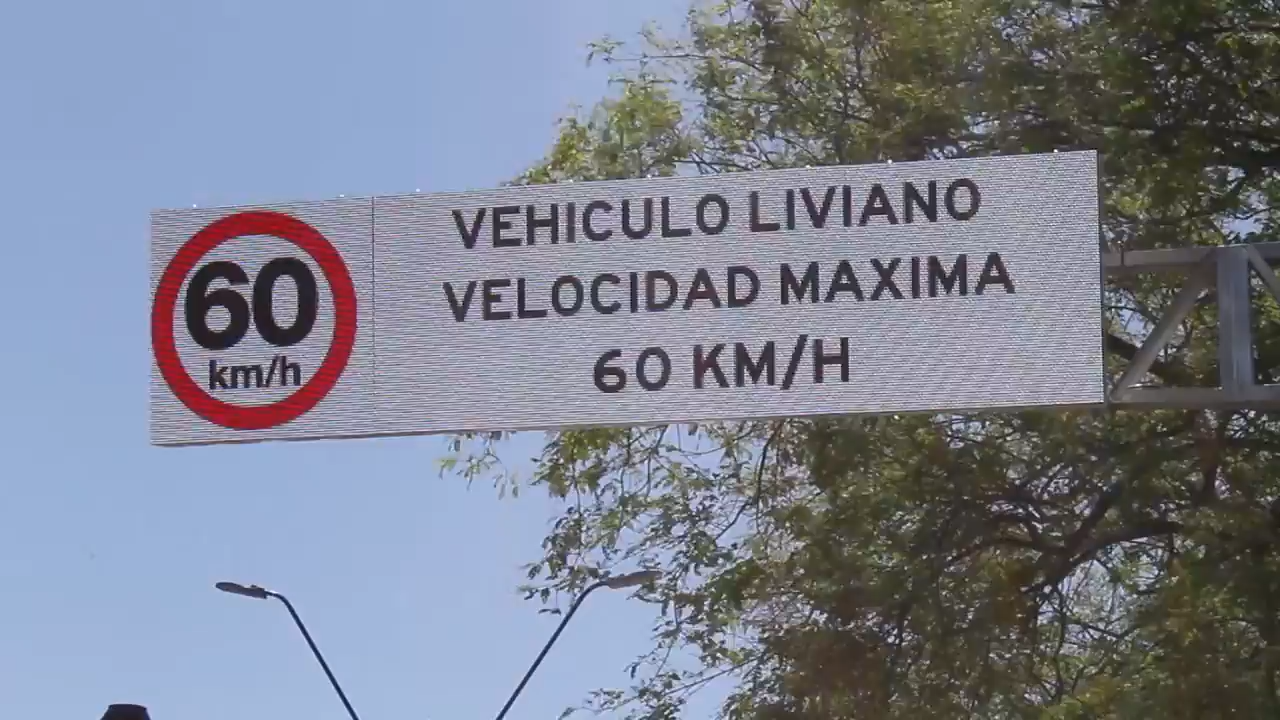 60
km/h
VEHICULO LIVIANO
VELOCIDAD MAXIMA
60 KM/H